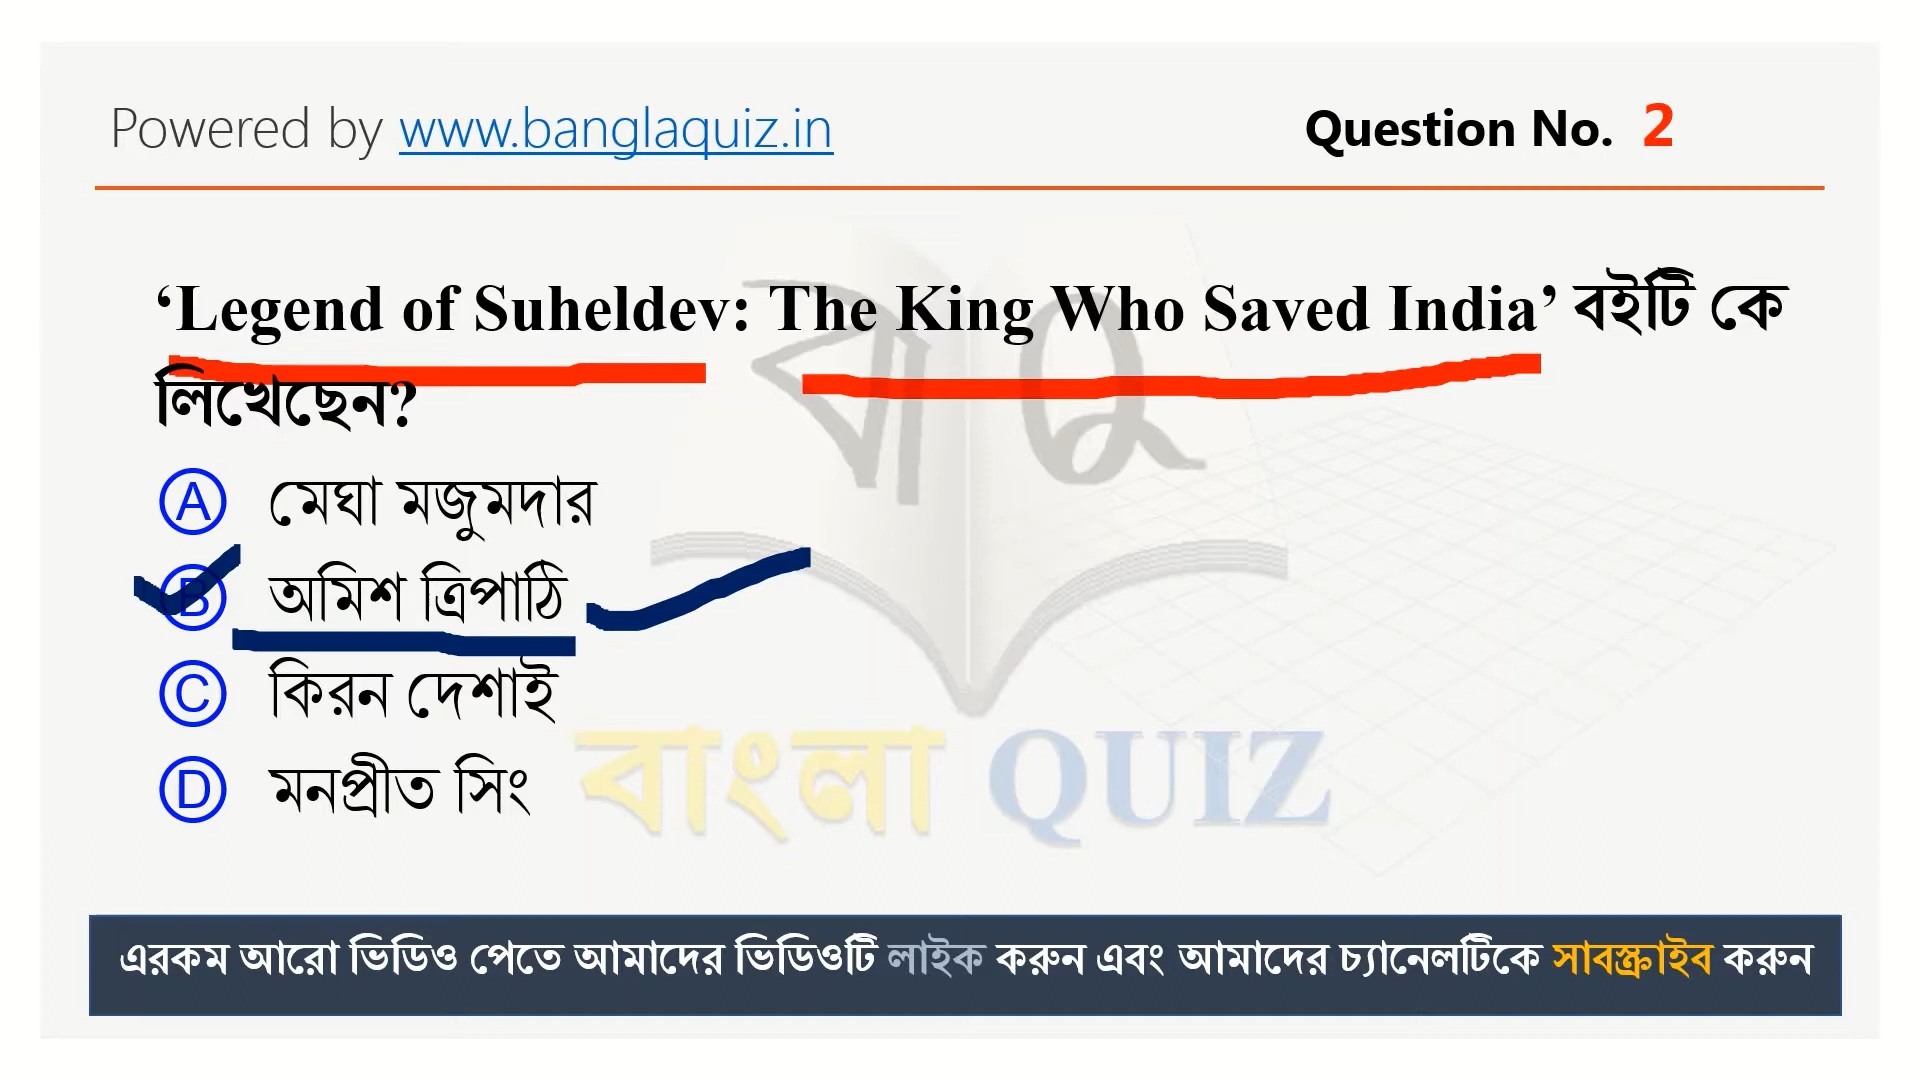 Powered by www.banglaquiz.in
Question No. 2
‘Legend of Suheldev: The King Who Saved India’ বইটি কে
লিখেছেন?
A মেঘা মজুমদার
B অমিশ ত্রিপাঠি
C কিরন দেশাই
D মনপ্রীত সিং
বা Q
বাংলা QUIZ
এরকম আরো ভিডিও পেতে আমাদের ভিডিওটি লাইক করুন এবং আমাদের চ্যানেলটিকে সাবস্ক্রাইব করুন